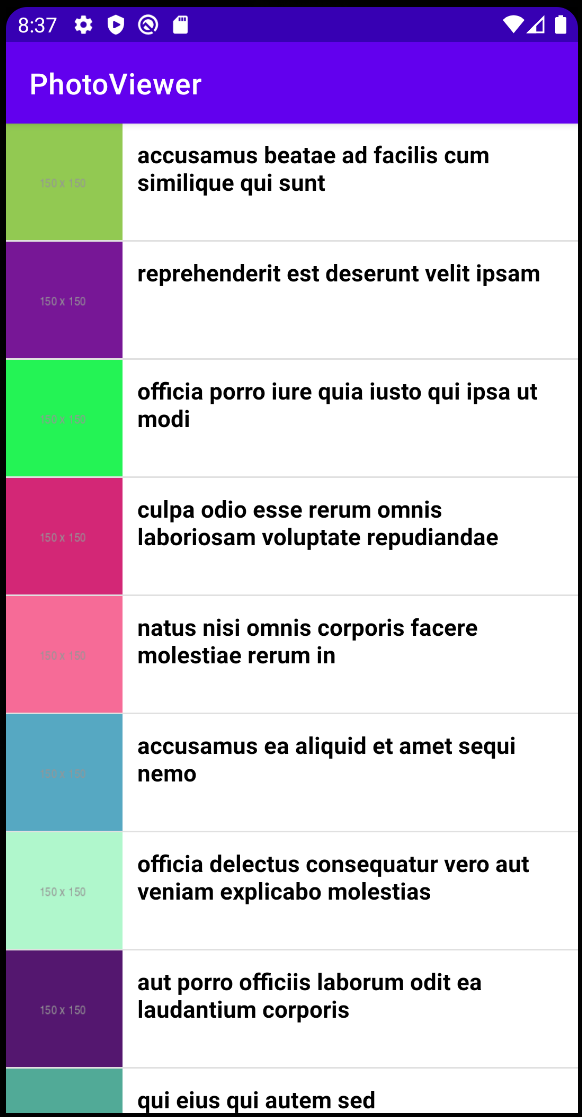 8:37
PhotoViewer
150 x 150
accusamus beatae ad facilis cum
similique qui sunt
150 x 150
reprehenderit est deserunt velit ipsam
150 x 150
officia porro iure quia iusto qui ipsa ut
modi
150 x 150
culpa odio esse rerum omnis
laboriosam voluptate repudiandae
150 x 150
natus nisi omnis corporis facere
molestiae rerum in
150 x 150
accusamus ea aliquid et amet sequi
nemo
150 x 150
officia delectus consequatur vero aut
veniam explicabo molestias
150 x 150
aut porro officiis laborum odit ea
laudantium corporis
qui eius qui autem sed